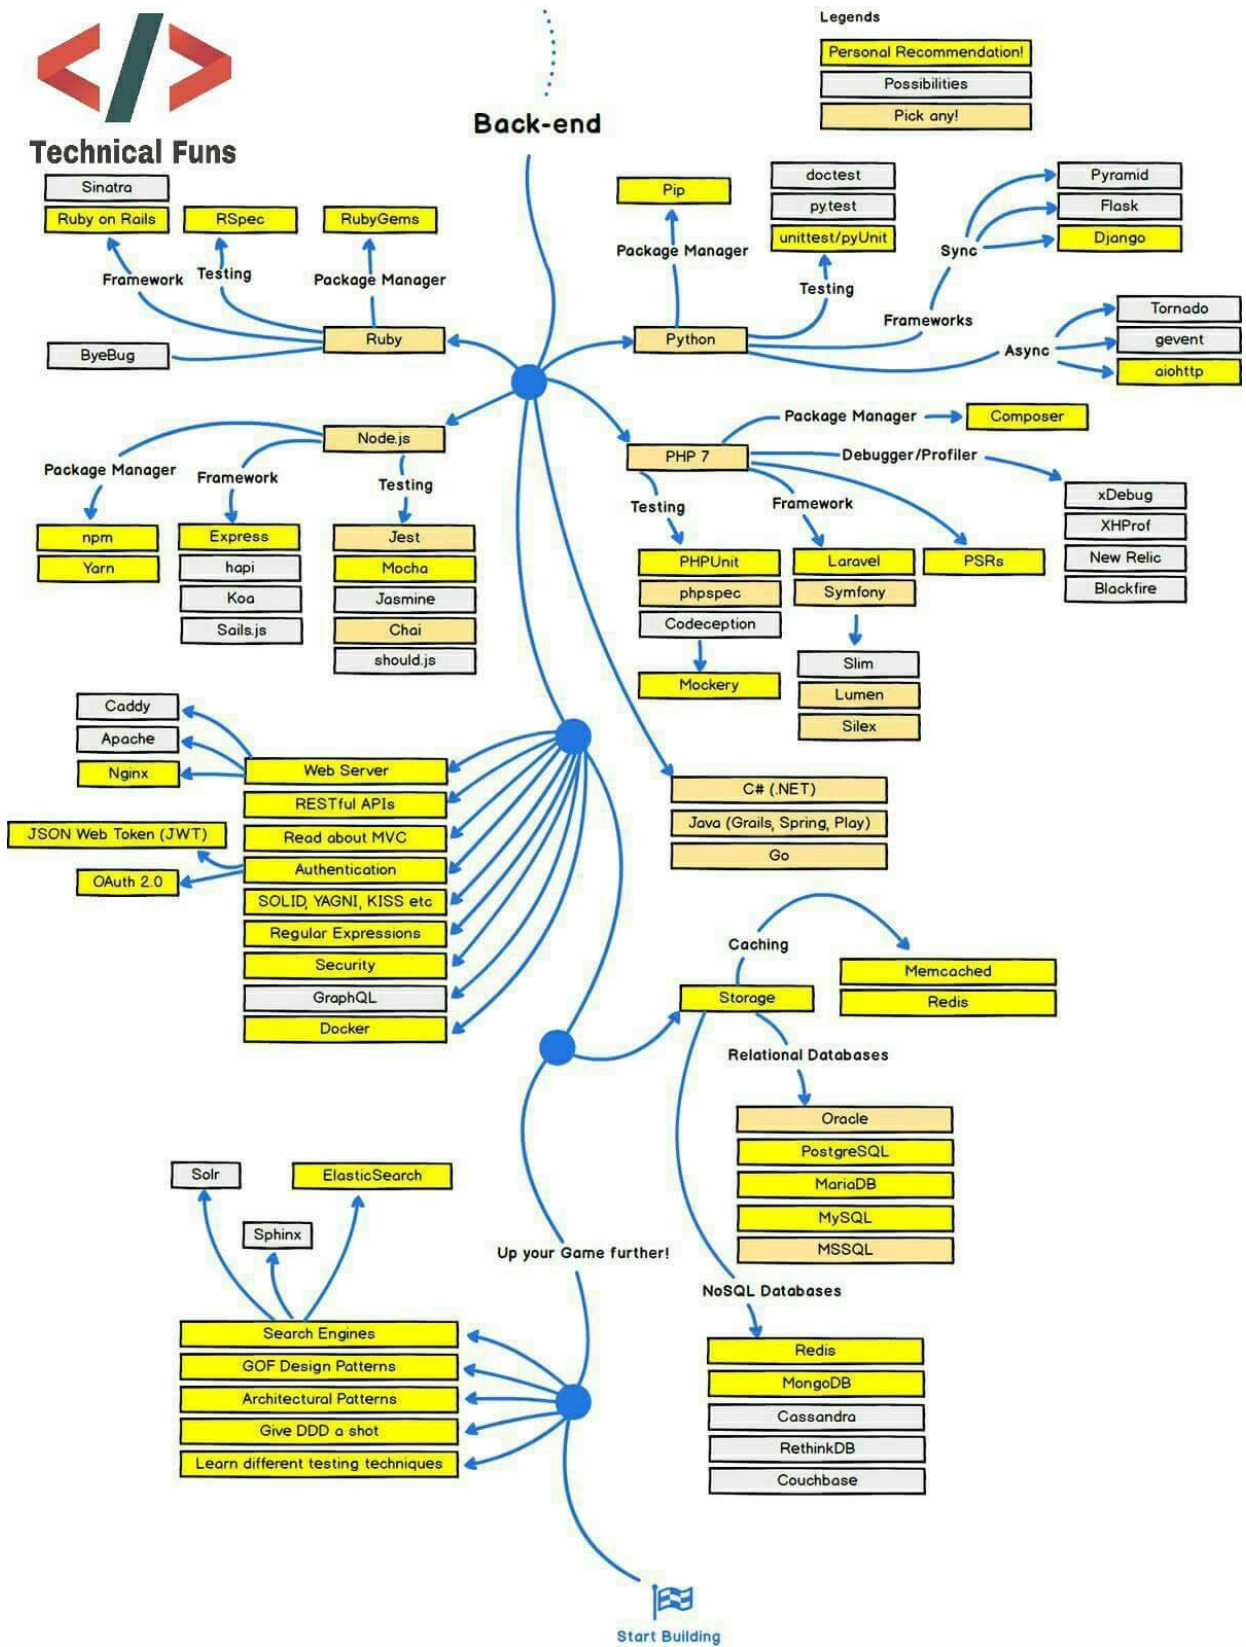 Technical Funs
Back-end
Legends
Personal Recommendation!
Possibilities
Pick any!
Sinatra
Ruby on Rails
RSpec
RubyGems
Framework
Testing
Package Manager
ByeBug
Ruby
Pip
Package Manager
doctest
py.test
unittest/pyUnit
Testing
Pyramid
Flask
Django
Sync
Frameworks
Python
Async
Tornado
gevent
aiohttp
Node.js
Package Manager
Framework
Testing
npm
Yarn
Express
hapi
Koa
Sails.js
Jest
Mocha
Jasmine
Chai
should.js
PHP 7
Package Manager
Composer
Debugger/Profiler
Testing
Framework
xDebug
XHProf
New Relic
Blackfire
PHPUnit
phpspec
Codeception
Mockery
Laravel
Symfony
Slim
Lumen
Silex
PSRs
Caddy
Apache
Nginx
Web Server
RESTful APIs
JSON Web Token (JWT)
Read about MVC
OAuth 2.0
Authentication
SOLID, YAGNI, KISS etc
Regular Expressions
Security
GraphQL
Docker
C# (.NET)
Java (Grails, Spring, Play)
Go
Caching
Storage
Memcached
Redis
Relational Databases
Oracle
PostgreSQL
MariaDB
MySQL
MSSQL
NoSQL Databases
Redis
MongoDB
Cassandra
RethinkDB
Couchbase
Solr
ElasticSearch
Sphinx
Up your Game further!
Search Engines
GOF Design Patterns
Architectural Patterns
Give DDD a shot
Learn different testing techniques
Start Building